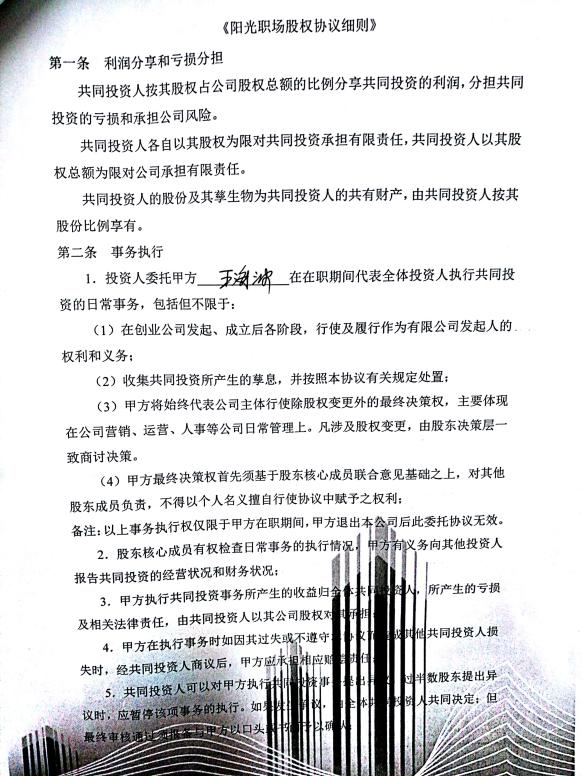 《阳光职场股权协议细则》
第一条 利润分享和亏损分担
共同投资人按其股权占公司股权总额的比例分享共同投资的利润,分担共同
投资的亏损和承担公司风险。
共同投资人各自以其股权为限对共同投资承担有限责任,共同投资人以其股
权总额为限对公司承担有限责任。
共同投资人的股份及其孳生物为共同投资人的共有财产,由共同投资人按其
股份比例享有。
第二条 事务执行
1. 投资人委托甲方 王 在在职期间代表全体投资人执行共同投
资的日常事务,包括但不限于:
(1)在创业公司发起、成立后各阶段,行使及履行作为有限公司发起人的
权利和义务;
(2)收集共同投资所产生的孳息,并按照本协议有关规定处置;
(3)甲方将始终代表公司主体行使除股权变更外的最终决策权,主要体现
在公司营销、运营、人事等公司日常管理上。凡涉及股权变更,由股东决策层一
致商讨决策。
(4)甲方最终决策权首先须基于股东核心成员联合意见基础之上,对其他
股东成员负责,不得以个人名义擅自行使协议中赋予之权利;
备注:以上事务执行权仅限于甲方在职期间,甲方退出本公司后此委托协议无效。
2. 股东核心成员有权检查日常事务的执行情况,甲方有义务向其他投资人
报告共同投资的经营状况和财务状况;
3. 甲方执行共同投资事务所产生的收益归全体共同投资人,所产生的亏损
及相关法律责任,由共同投资人以其公司股权对其承担;
4. 甲方在执行事务时如因其过失或不遵守本协议而造成其他共同投资人损
失时,经共同投资人商议后,甲方应承担相应赔偿责任;
5. 共同投资人可以对甲方执行共同投资事务提出异议,过半数股东提出异
议时,应暂停该项事务的执行。如发生争议,由全体共同投资人共同决定;但
最终审核通过须报备与甲方以口头或书面予以确认;